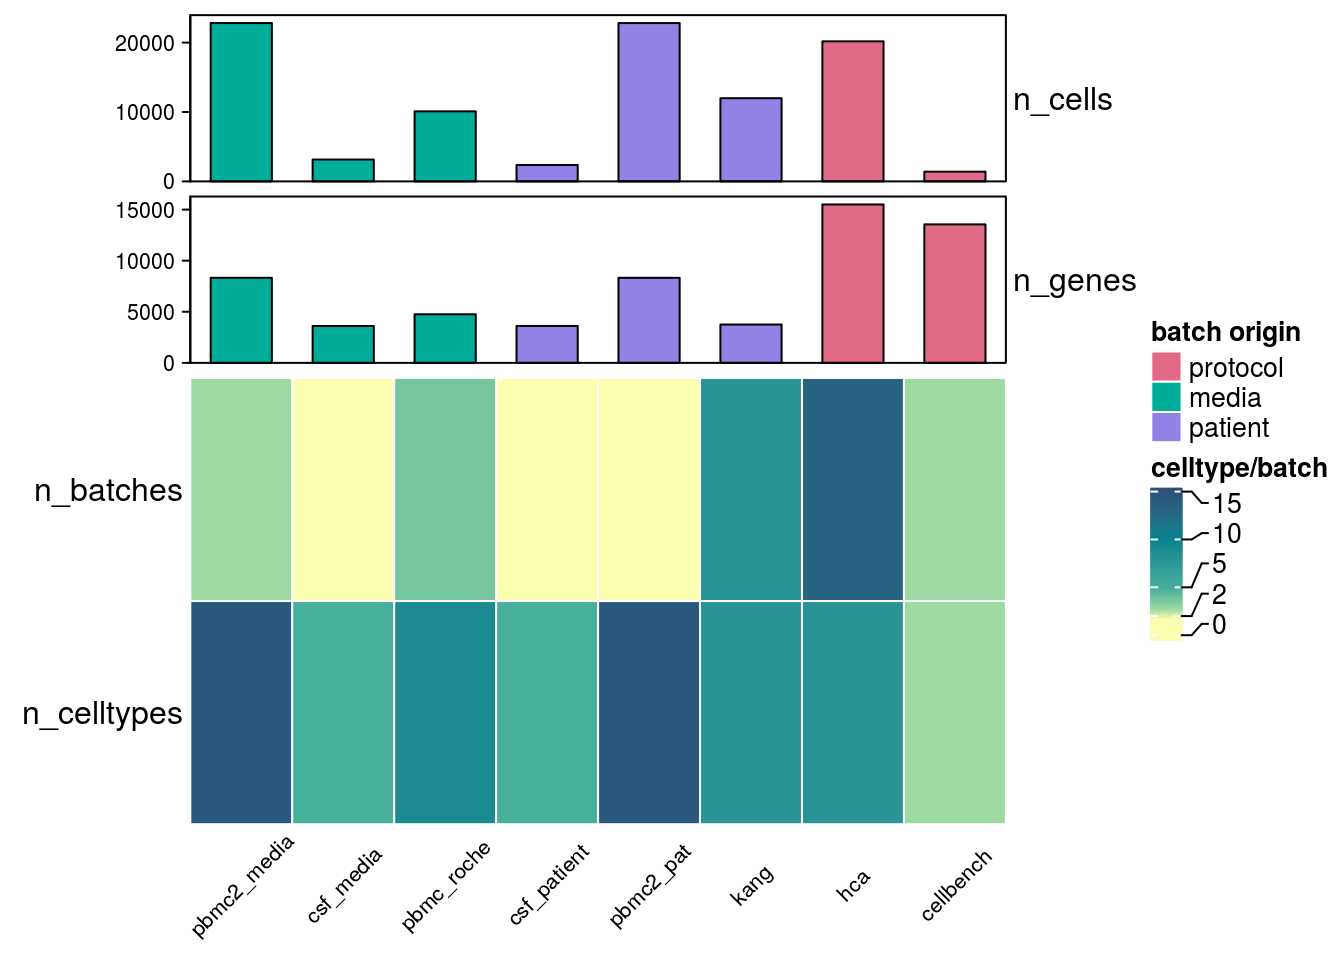 20000
10000
0
n_cells
15000
10000
5000
0
n_genes
batch origin
protocol
media
patient
celltype/batch
15
10
5
2
0
n_batches
n_celltypes
pbmc2_media
csf_media
pbmc_roche
csf_patient
pbmc2_pat
kang
hca
cellbench